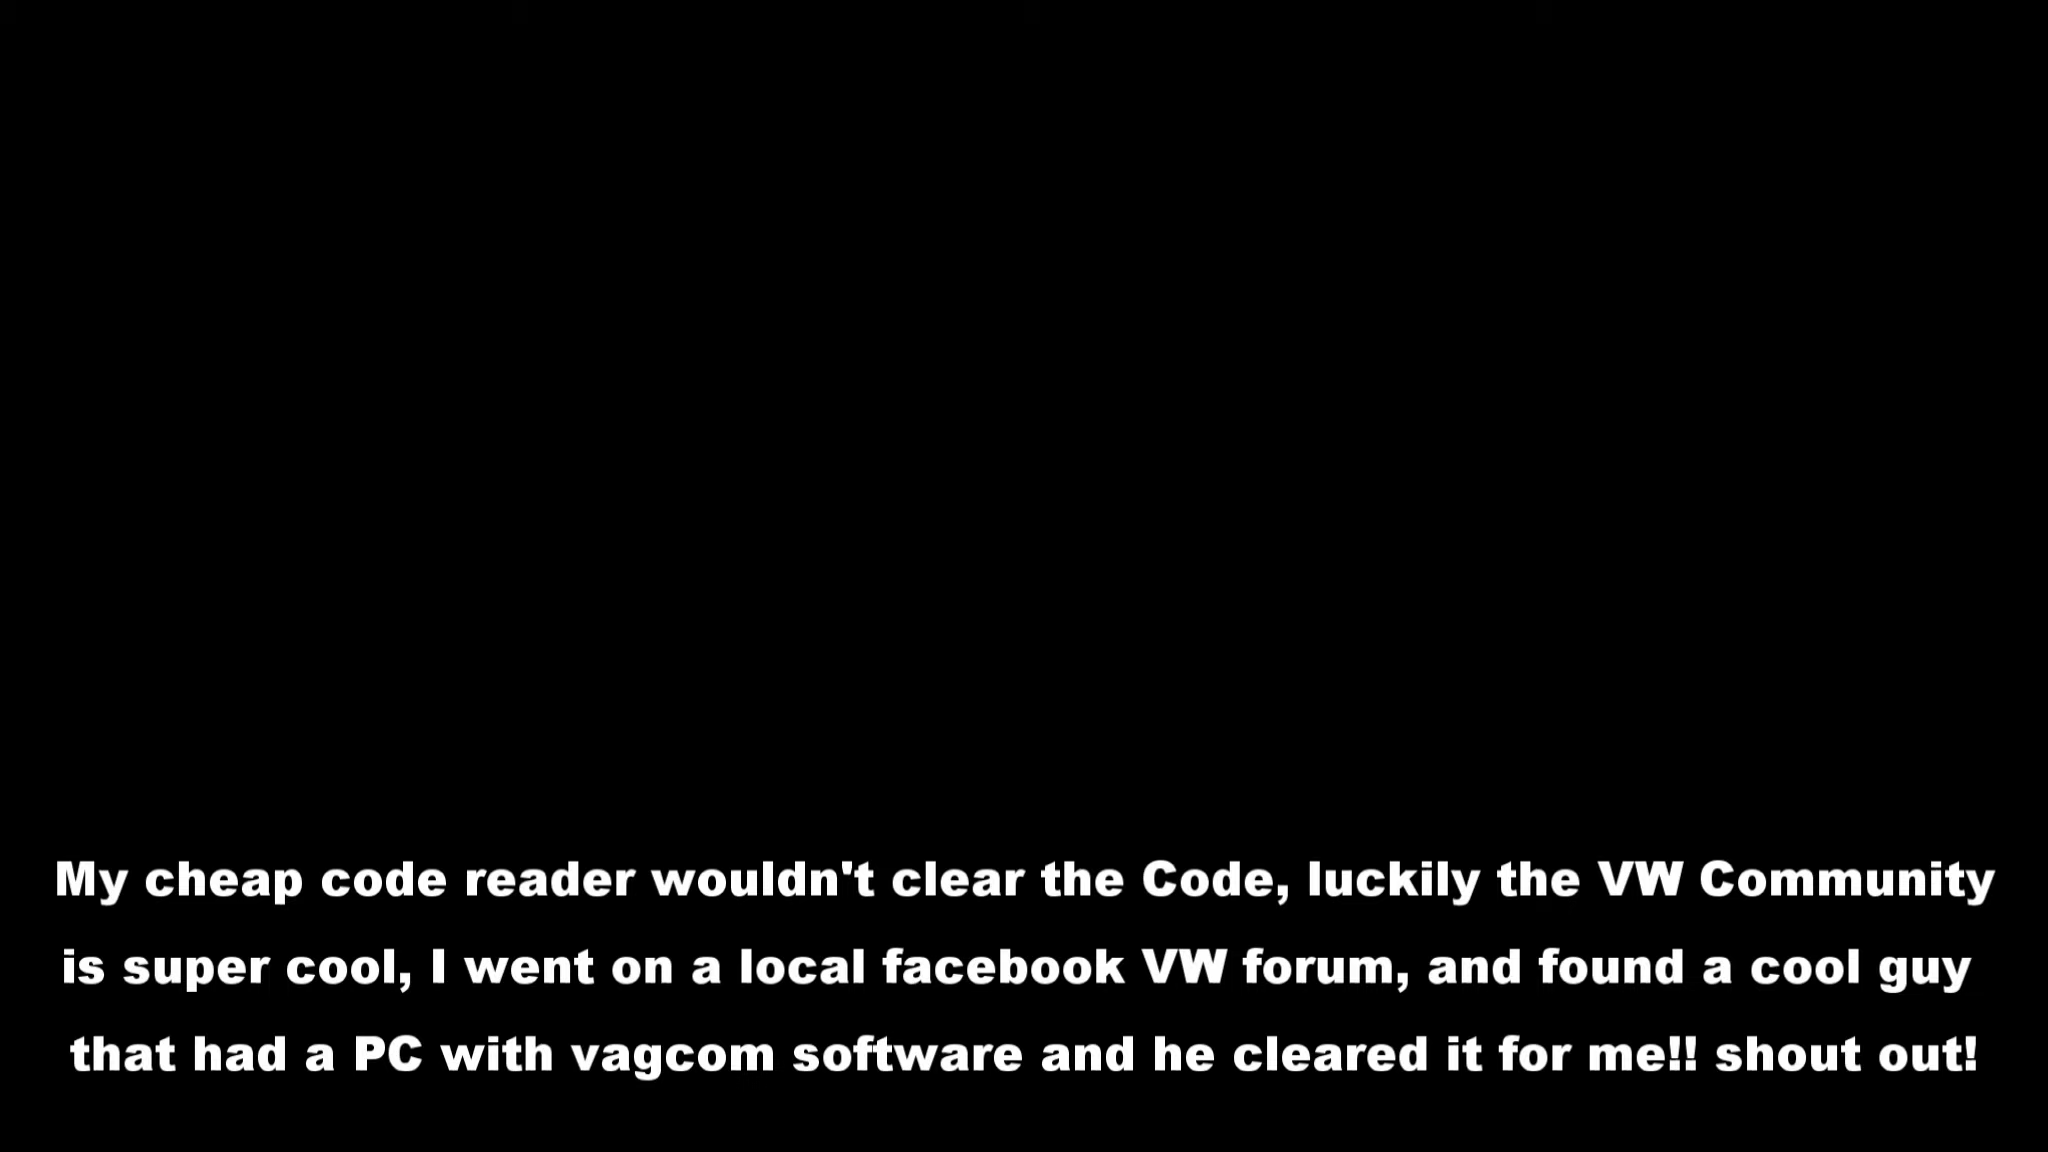 My cheap code reader wouldn't clear the Code, luckily the VW Community
is super cool, I went on a local facebook VW forum, and found a cool guy
that had a PC with vagcom software and he cleared it for me!! shout out!